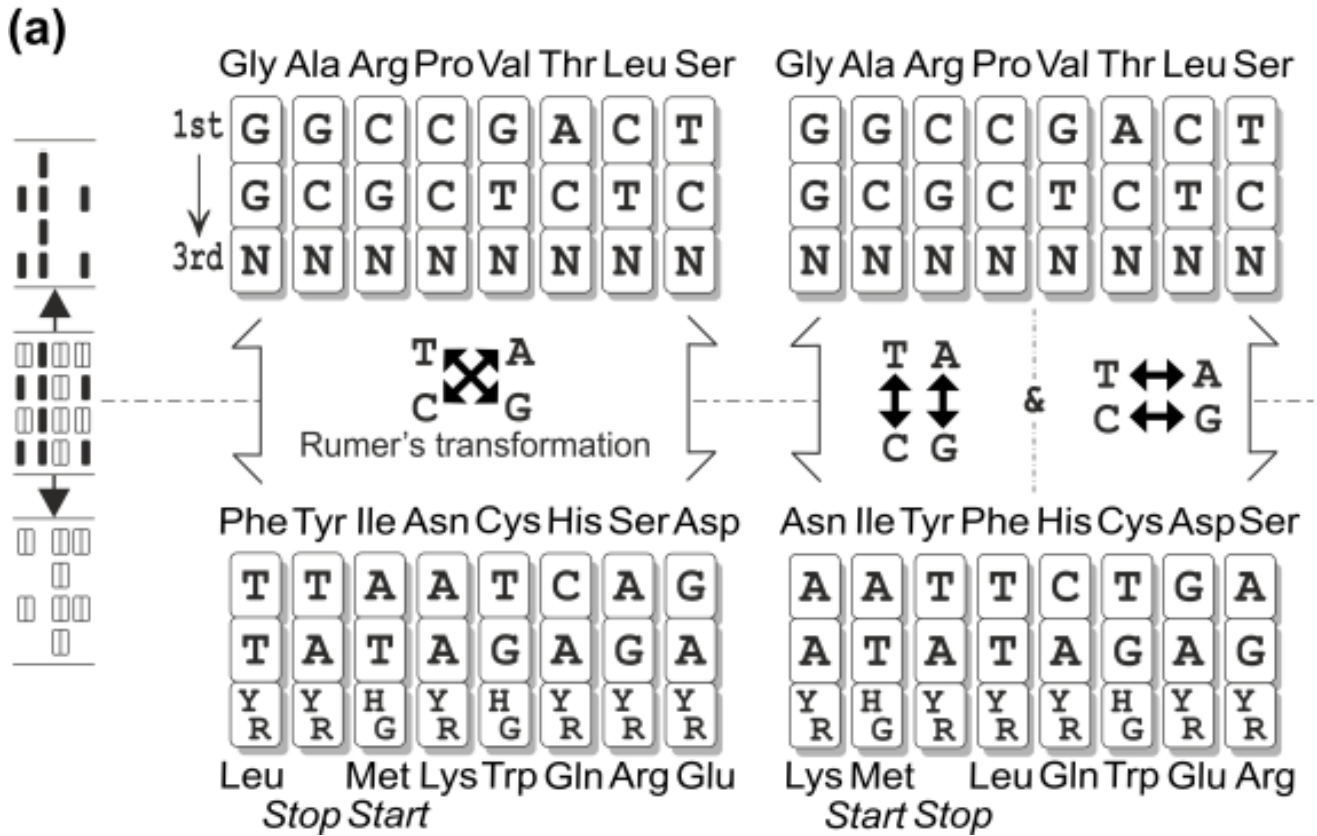 (a)
Gly Ala Arg Pro Val Thr Leu Ser Gly Ala Arg Pro Val Thr Leu Ser
1st G G C C G A C T G G C C G A C T
G C G C T C T C G C G C T C T C
3rd N N N N N N N N N N N N N N N N
T A T A T A
C G & C G
C G
Rumer's transformation
Phe Tyr Ile Asn Cys His Ser Asp Asn Ile Tyr Phe His Cys Asp Ser
T T A A T C A G A A T T C T G A
T A T A G A G A A T A T A G A G
Y Y H Y H Y Y Y Y H Y Y Y H Y Y
R R G R G R R R R G R R R G R R
Leu Met Lys Trp Gln Arg Glu Lys Met Leu Gln Trp Glu Arg
Stop Start Start Stop